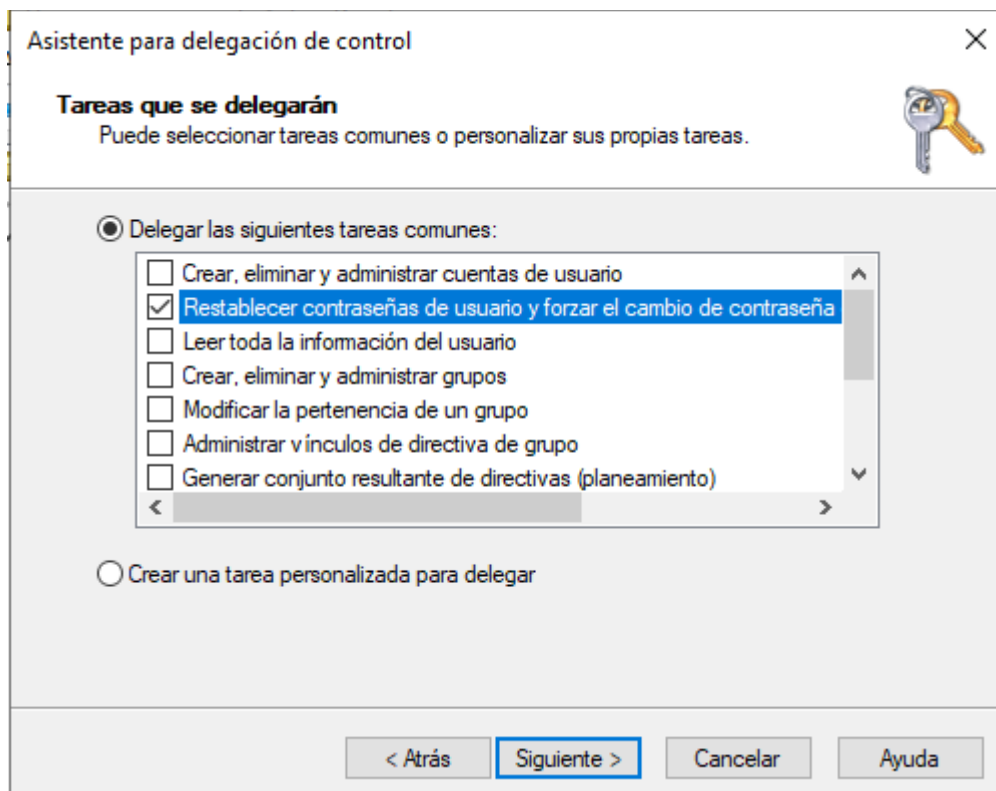 Asistente para delegación de control
Tareas que se delegarán
Puede seleccionar tareas comunes o personalizar sus propias tareas.
Delegar las siguientes tareas comunes:
Crear, eliminar y administrar cuentas de usuario
Restablecer contraseñas de usuario y forzar el cambio de contraseña
Leer toda la información del usuario
Crear, eliminar y administrar grupos
Modificar la pertenencia de un grupo
Administrar vínculos de directiva de grupo
Generar conjunto resultante de directivas (planeamiento)
Crear una tarea personalizada para delegar
< Atrás Siguiente > Cancelar Ayuda